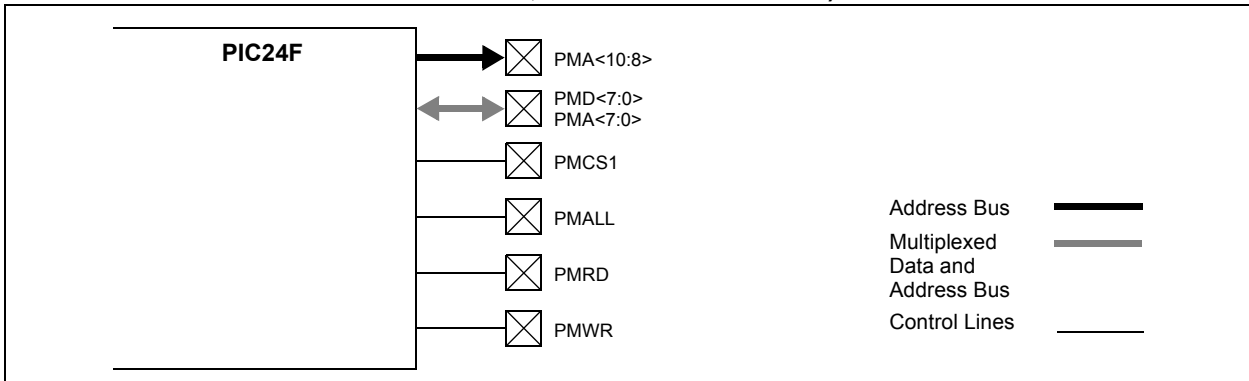 PIC24F
PMA<10:8>
PMD<7:0>
PMA<7:0>
PMCS1
PMALL
PMRD
PMWR
Address Bus
Multiplexed
Data and
Address Bus
Control Lines